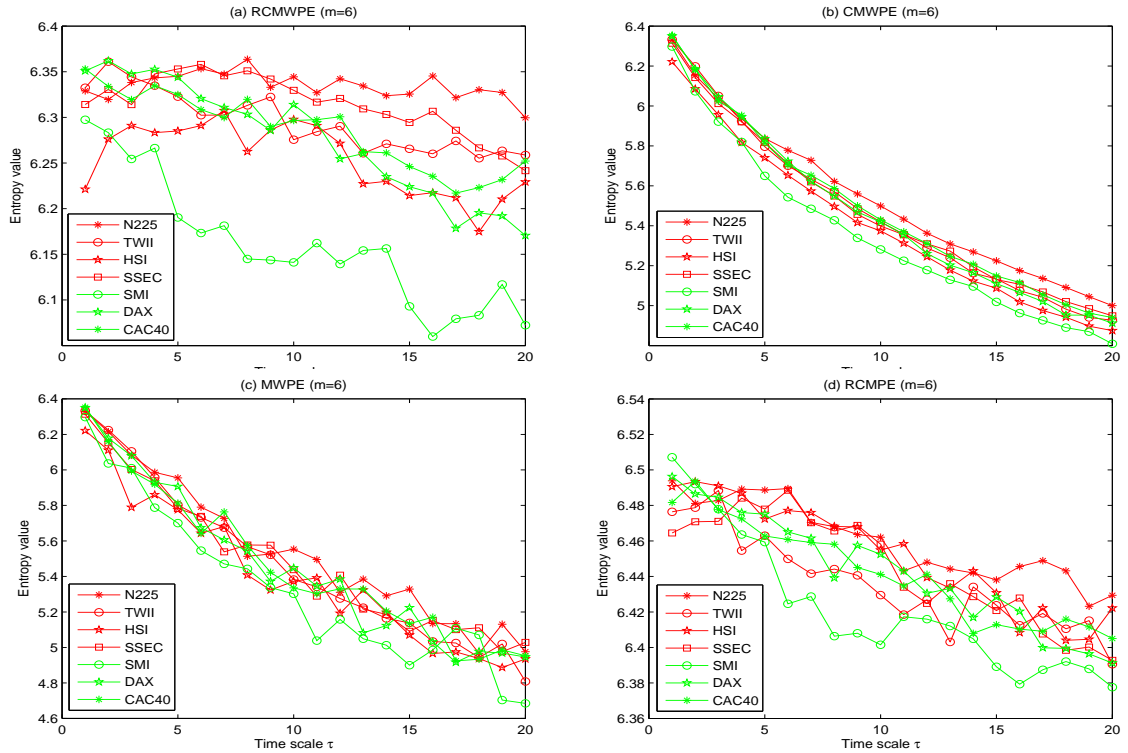 (a) RCMWPE (m=6)
6.4
6.35
6.3
6.25
6.2
6.15
6.1
Entropy value
N225
TWII
HSI
SSEC
SMI
DAX
CAC40
0 5 10 15 20
(b) CMWPE (m=6)
6.4
6.2
6
5.8
5.6
5.4
5.2
5
Entropy value
N225
TWII
HSI
SSEC
SMI
DAX
CAC40
0 5 10 15 20
(c) MWPE (m=6)
6.4
6.2
6
5.8
5.6
5.4
5.2
5
4.8
4.6
Entropy value
N225
TWII
HSI
SSEC
SMI
DAX
CAC40
0 5 10 15 20
Time scale τ
(d) RCMPE (m=6)
6.54
6.52
6.5
6.48
6.46
6.44
6.42
6.4
6.38
6.36
Entropy value
N225
TWII
HSI
SSEC
SMI
DAX
CAC40
0 5 10 15 20
Time scale τ